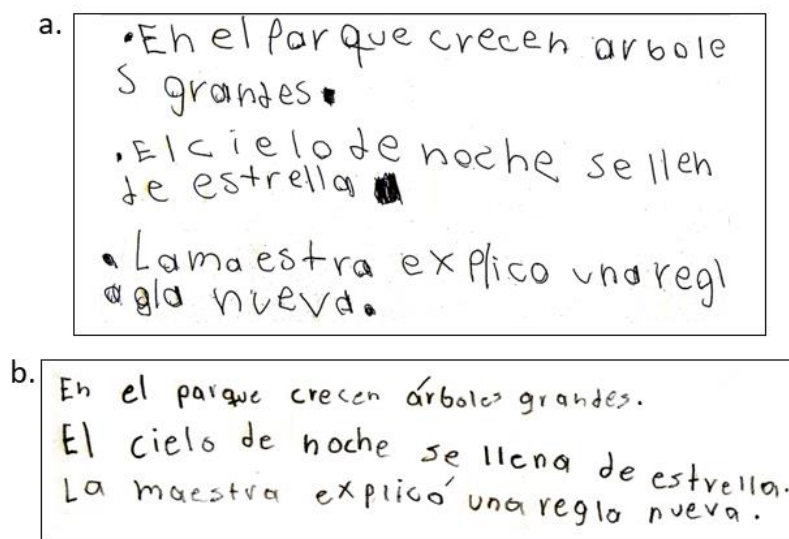 a.
•En el Parque crecen arbole
s grandes.
•El cielo de noche se llen
de estrella
•La maestra explico una regl
agla nueva.
b.
En el parque crecen árboles grandes.
El cielo de noche se llena de estrella.
La maestra explicó una regla nueva.